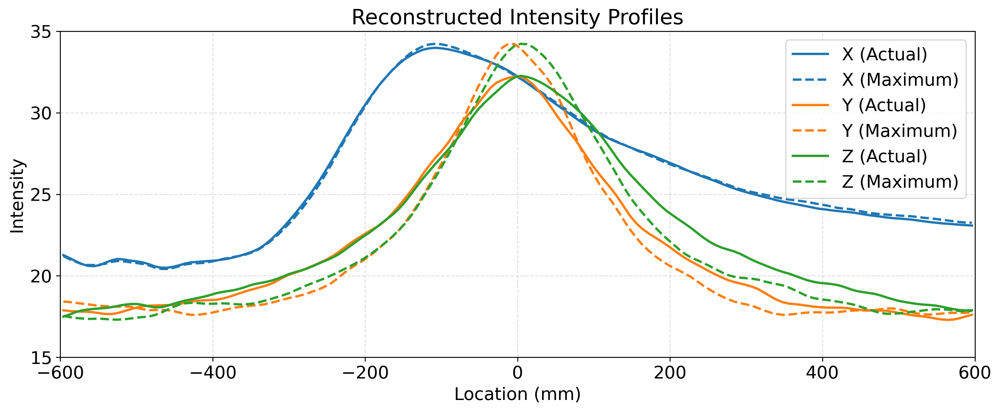 Reconstructed Intensity Profiles
Intensity
35
30
25
20
15
−600
−400
−200
0
200
400
600
Location (mm)
X (Actual)
X (Maximum)
Y (Actual)
Y (Maximum)
Z (Actual)
Z (Maximum)